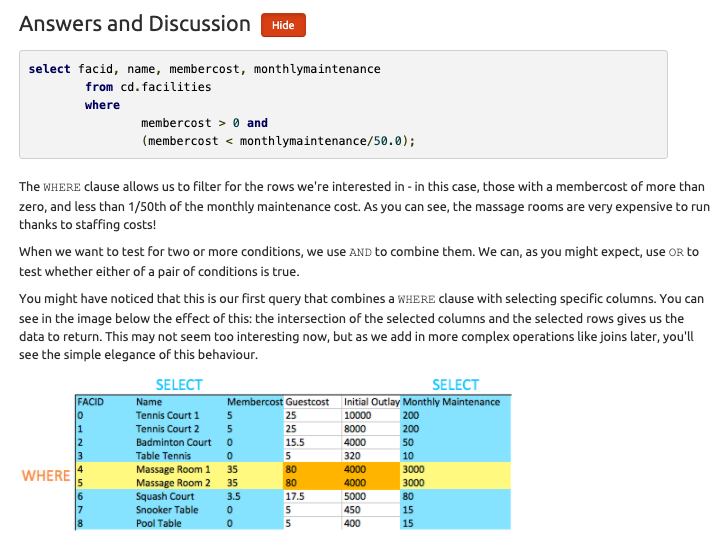 Answers and Discussion Hide
select facid, name, membercost, monthlymaintenance
from cd.facilities
where
membercost > 0 and
(membercost < monthlymaintenance/50.0);
The WHERE clause allows us to filter for the rows we're interested in - in this case, those with a membercost of more than
zero, and less than 1/50th of the monthly maintenance cost. As you can see, the massage rooms are very expensive to run
thanks to staffing costs!
When we want to test for two or more conditions, we use AND to combine them. We can, as you might expect, use OR to
test whether either of a pair of conditions is true.
You might have noticed that this is our first query that combines a WHERE clause with selecting specific columns. You can
see in the image below the effect of this: the intersection of the selected columns and the selected rows gives us the
data to return. This may not seem too interesting now, but as we add in more complex operations like joins later, you'll
see the simple elegance of this behaviour.
SELECT SELECT
FACID Name Membercost Guestcost Initial Outlay Monthly Maintenance
0 Tennis Court 1 5 25 10000 200
1 Tennis Court 2 5 25 8000 200
2 Badminton Court 0 15.5 4000 50
3 Table Tennis 0 5 320 10
WHERE
4 Massage Room 1 35 80 4000 3000
5 Massage Room 2 35 80 4000 3000
6 Squash Court 3.5 17.5 5000 80
7 Snooker Table 0 5 450 15
8 Pool Table 0 5 400 15